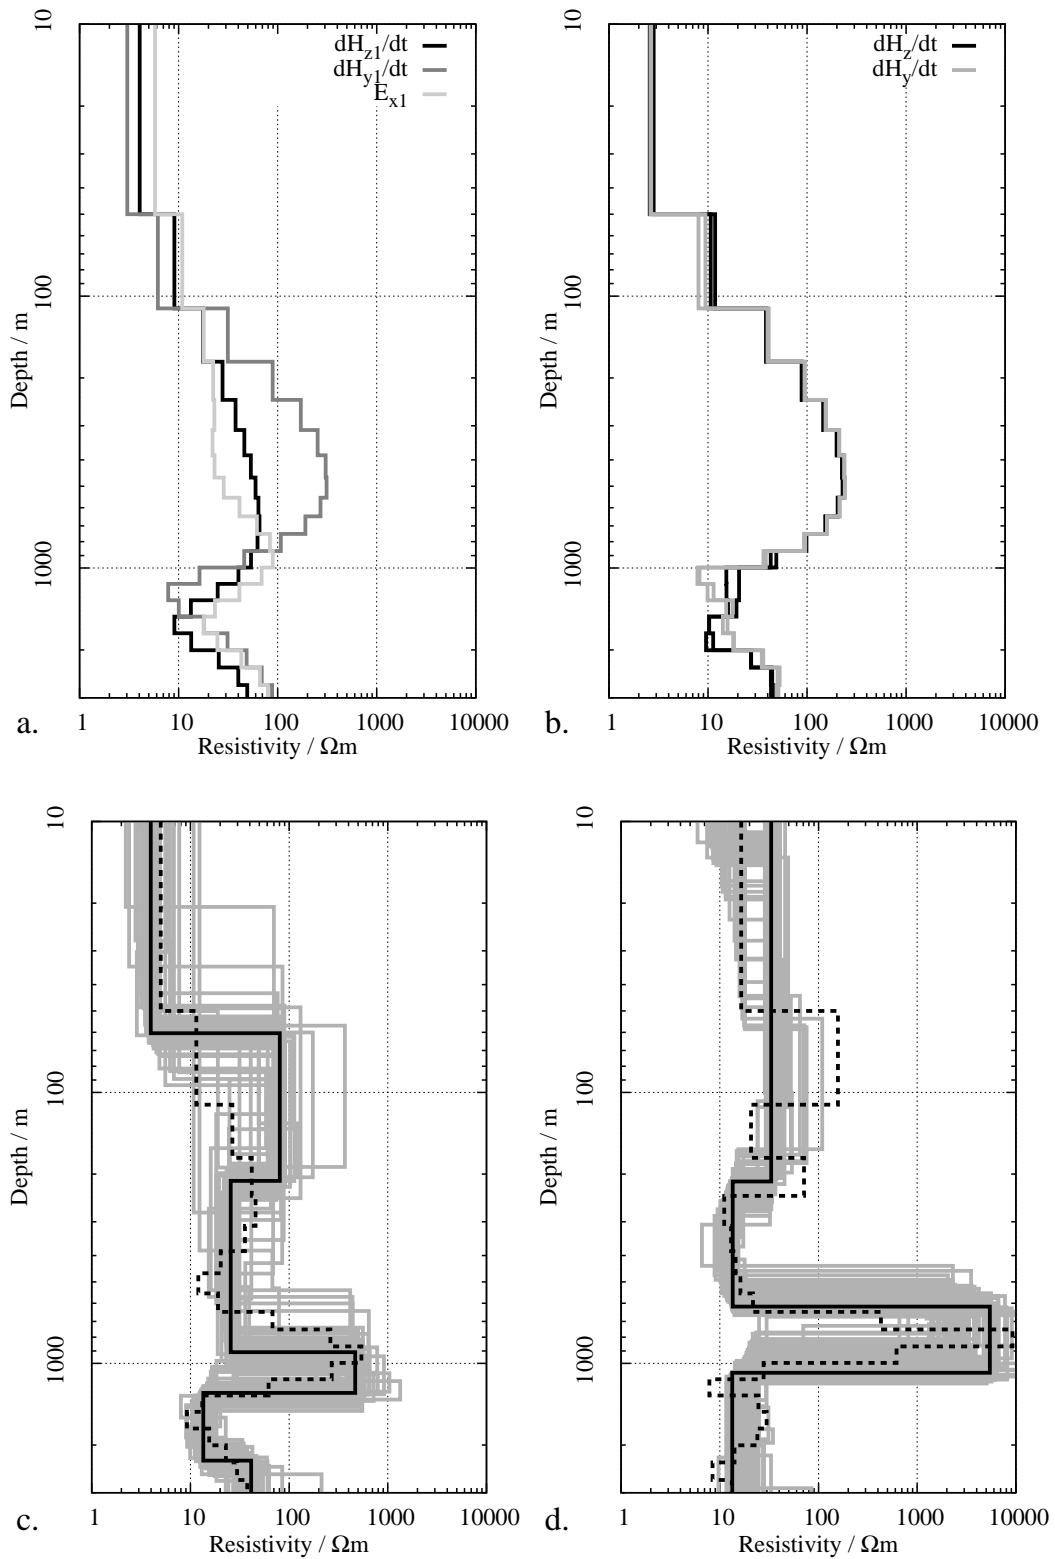 10
100
1000
Depth / m
dH_z1/dt
dH_y1/dt
E_x1
1 10 100 1000 10000
Resistivity / Ωm
a.
10
100
1000
Depth / m
dH_z/dt
dH_y/dt
1 10 100 1000 10000
Resistivity / Ωm
b.
10
100
1000
Depth / m
1 10 100 1000 10000
Resistivity / Ωm
c.
10
100
1000
Depth / m
1 10 100 1000 10000
Resistivity / Ωm
d.